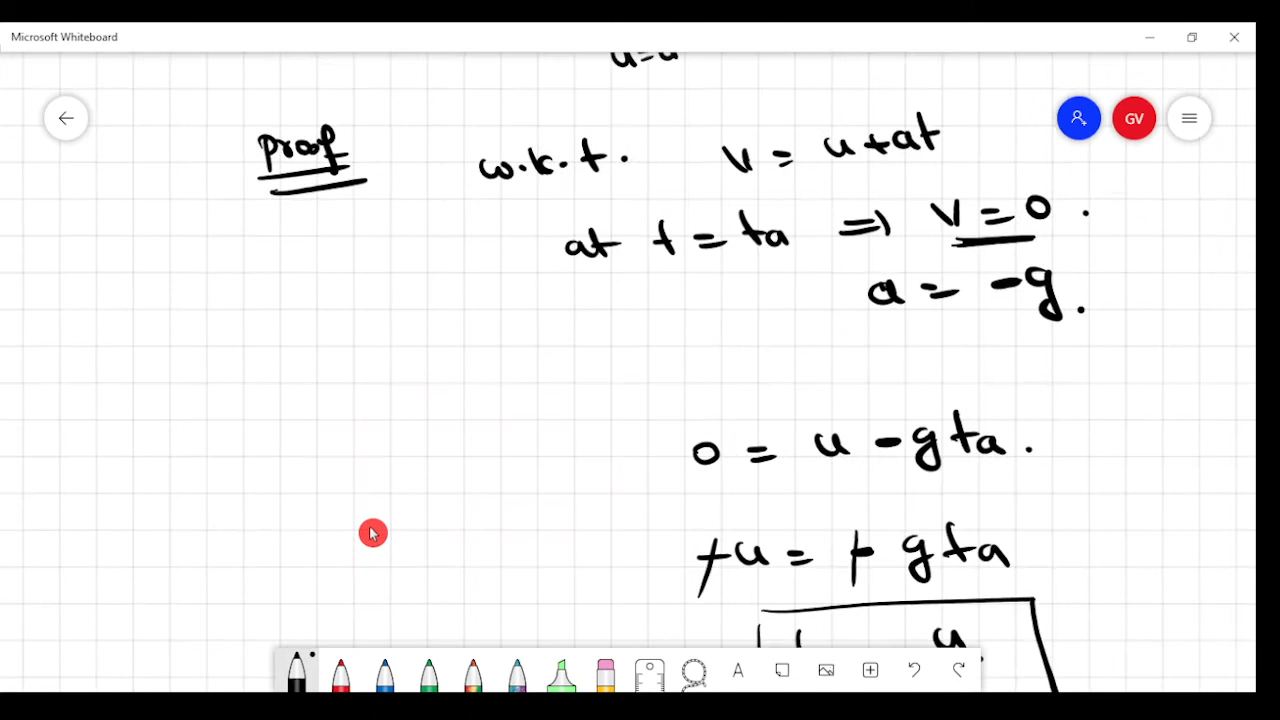 Microsoft Whiteboard
u=u
GV
Proof w.k.t. v = u+at
at t = ta ⇒ v = 0.
a = -g.
0 = u - gta.
-u = - gta
u
A